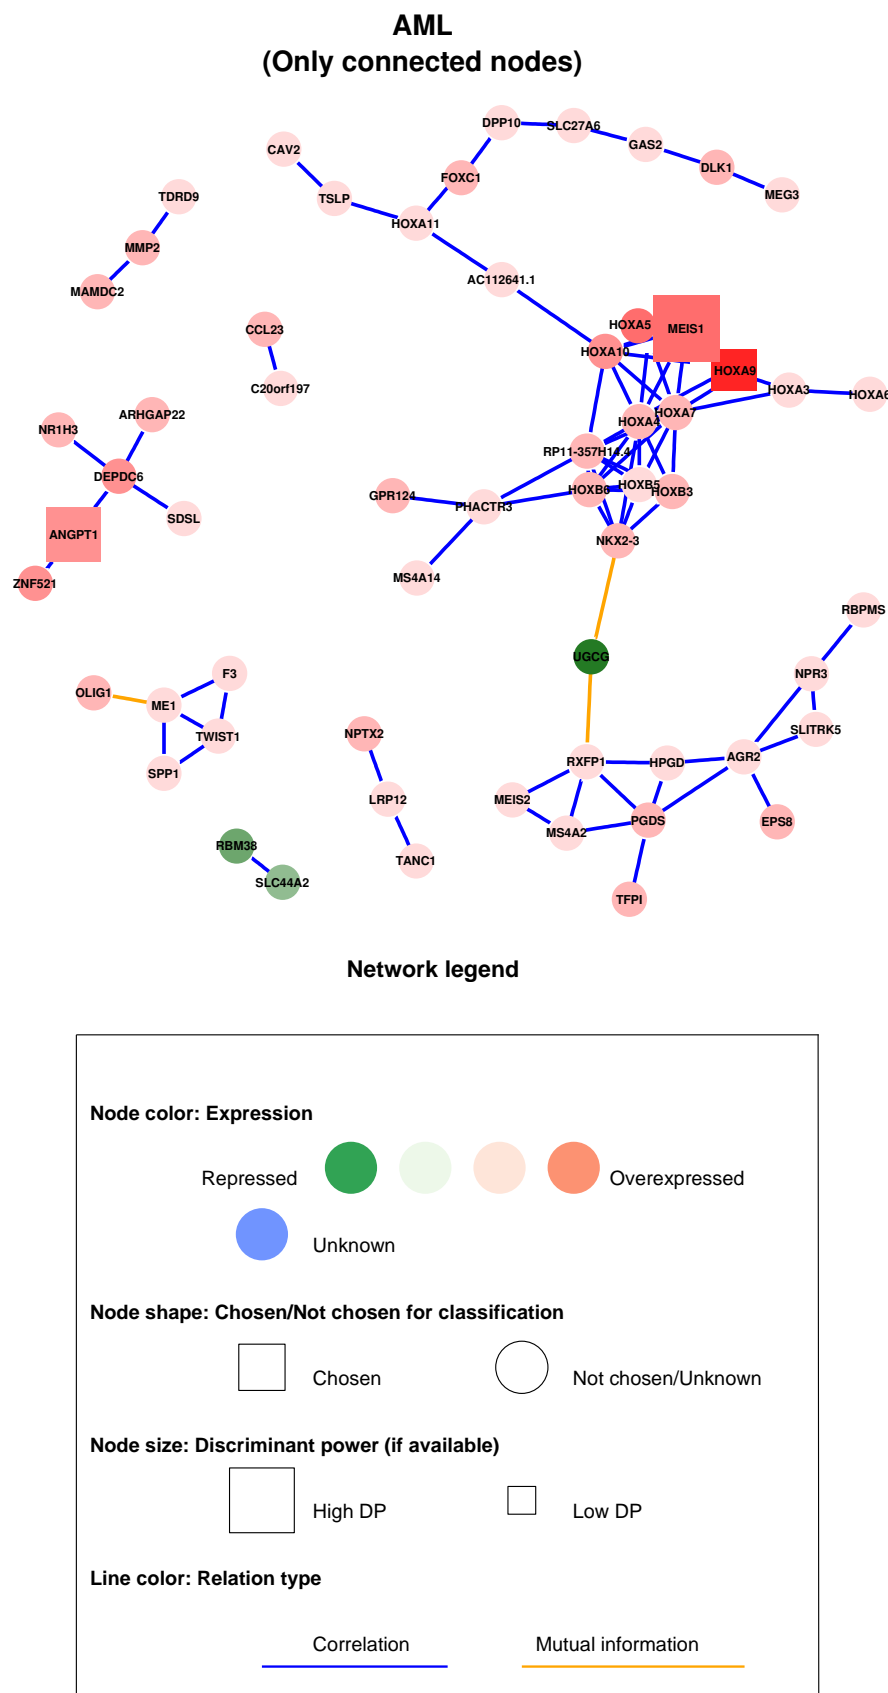 AML
(Only connected nodes)
DPP10
SLC27A6
GAS2
CAV2
DLK1
FOXC1
MEG3
TDRD9
TSLP
HOXA11
MMP2
AC112641.1
MAMDC2
CCL23
HOXA5
MEIS1
HOXA10
HOXA9
C20orf197
HOXA3
HOXA6
ARHGAP22
HOXA7
HOXA4
NR1H3
RP11-357H14.4
DEPDC6
HOXB5
HOXB6
HOXB3
GPR124
PHACTR3
SDSL
ANGPT1
NKX2-3
MS4A14
ZNF521
RBPMS
UGCG
F3
NPR3
OLIG1
ME1
SLITRK5
TWIST1
NPTX2
AGR2
RXFP1
HPGD
SPP1
MEIS2
LRP12
PGDS
EPS8
MS4A2
RBM38
TANC1
SLC44A2
TFPI
Network legend
Node color: Expression
Repressed
Overexpressed
Unknown
Node shape: Chosen/Not chosen for classification
Chosen
Not chosen/Unknown
Node size: Discriminant power (if available)
High DP
Low DP
Line color: Relation type
Correlation
Mutual information